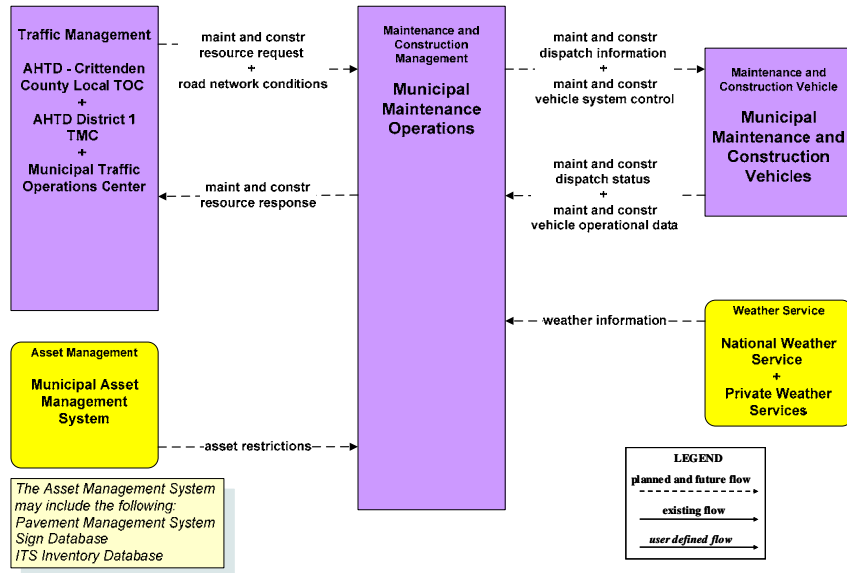 Traffic Management
AHTD - Crittenden
County Local TOC
+
AHTD District 1
TMC
+
Municipal Traffic
Operations Center
maint and constr
resource request
+
road network conditions
maint and constr
resource response
Maintenance and
Construction
Management
Municipal
Maintenance
Operations
maint and constr
dispatch information
+
maint and constr
vehicle system control
maint and constr
dispatch status
+
maint and constr
vehicle operational data
Maintenance and
Construction Vehicle
Municipal
Maintenance and
Construction
Vehicles
weather information
Weather Service
National Weather
Service
+
Private Weather
Services
Asset Management
Municipal Asset
Management
System
asset restrictions
The Asset Management System
may include the following:
Pavement Management System
Sign Database
ITS Inventory Database
LEGEND
planned and future flow
existing flow
user defined flow